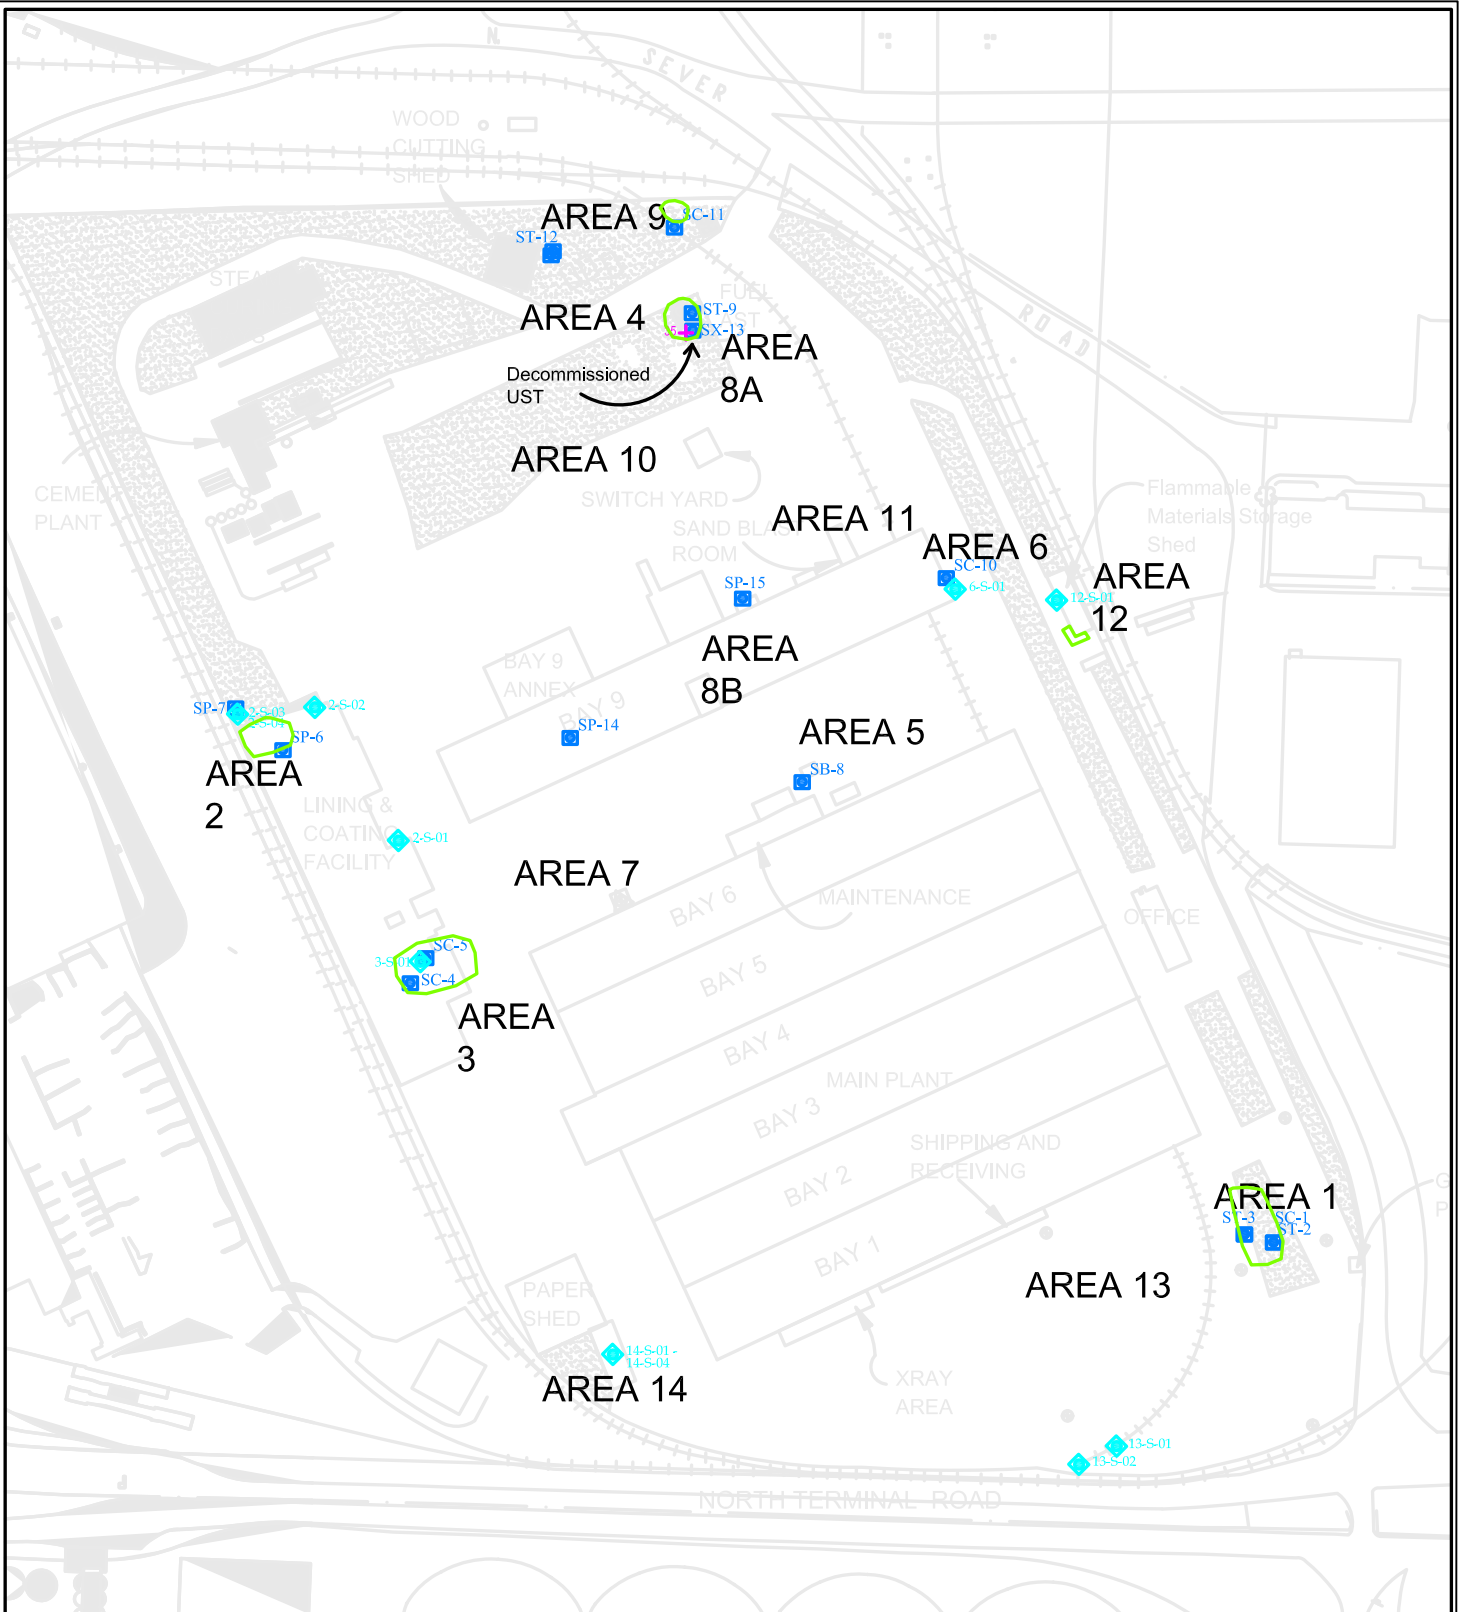 N.
SEVER
ROAD
WOOD
CUTTING
SHED
AREA 9
SC-11
ST-12
AREA 4
ST-9
SX-13
AREA
8A
Decommissioned
UST
AREA 10
SWITCH YARD
CEMENT
PLANT
SAND BLAST
ROOM
AREA 11
AREA 6
SC-10
6-S-01
Flammable
Materials Storage
Shed
AREA
12
12-S-01
SP-15
AREA
8B
BAY 9
ANNEX
BAY 9
SP-14
SP-7
2-S-03
2-S-04
2-S-02
SP-6
AREA
2
AREA 5
SB-8
LINING &
COATING
FACILITY
2-S-01
AREA 7
MAINTENANCE
OFFICE
BAY 6
BAY 5
BAY 4
BAY 3
BAY 2
BAY 1
SC-5
3-S-01
SC-4
AREA
3
MAIN PLANT
SHIPPING AND
RECEIVING
AREA 1
ST-3
SC-1
ST-2
AREA 13
PAPER
SHED
14-S-01 -
14-S-04
AREA 14
XRAY
AREA
13-S-01
13-S-02
NORTH TERMINAL ROAD